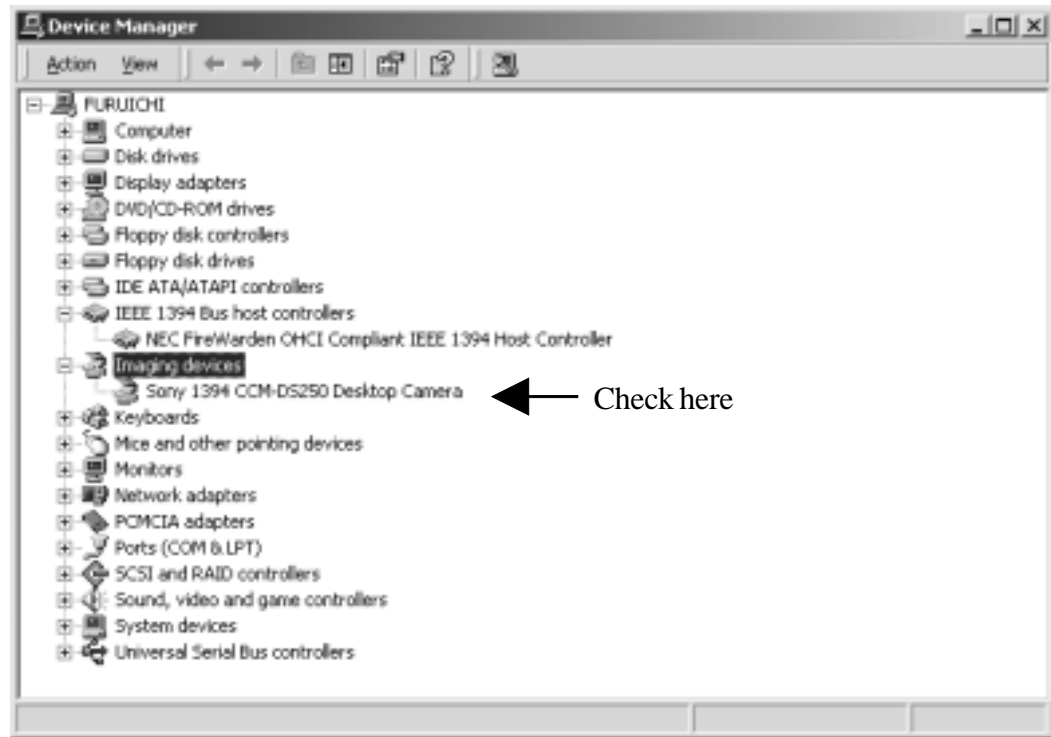 Device Manager
Action View
FURUICHI
Computer
Disk drives
Display adapters
DVD/CD-ROM drives
Floppy disk controllers
Floppy disk drives
IDE ATA/ATAPI controllers
IEEE 1394 Bus host controllers
NEC FireWarden OHCI Compliant IEEE 1394 Host Controller
Imaging devices
Sony 1394 CCM-DS250 Desktop Camera
Check here
Keyboards
Mice and other pointing devices
Monitors
Network adapters
PCMCIA adapters
Ports (COM & LPT)
SCSI and RAID controllers
Sound, video and game controllers
System devices
Universal Serial Bus controllers